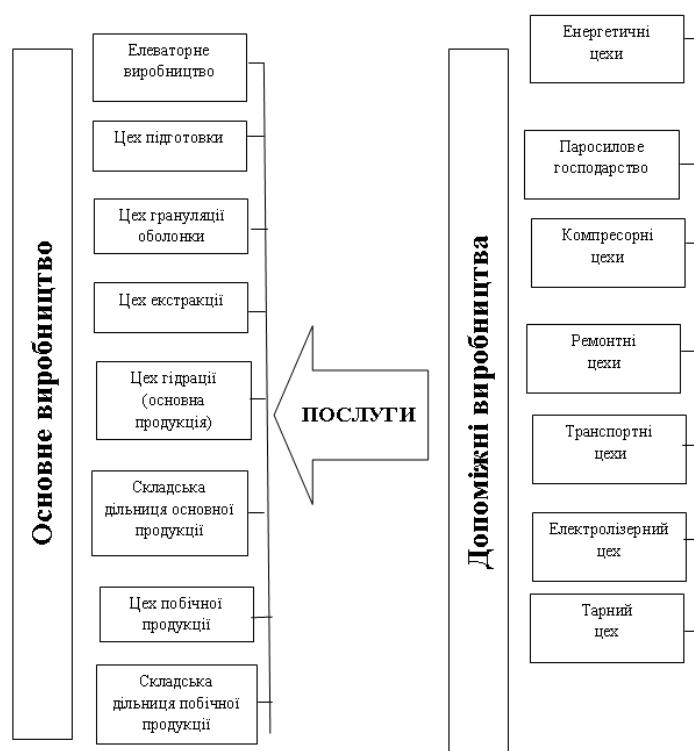 Основне виробництво
Елеваторне
виробництво
Цех підготовки
Цех грануляції
оболонки
Цех екстракції
Цех гідрації
(основна
продукція)
Складська
дільниця основної
продукції
Цех побічної
продукції
Складська
дільниця побічної
продукції
ПОСЛУГИ
Допоміжні виробництва
Енергетичні
цехи
Паросилове
господарство
Компресорні
цехи
Ремонтні
цехи
Транспортні
цехи
Електролізерний
цех
Тарний
цех